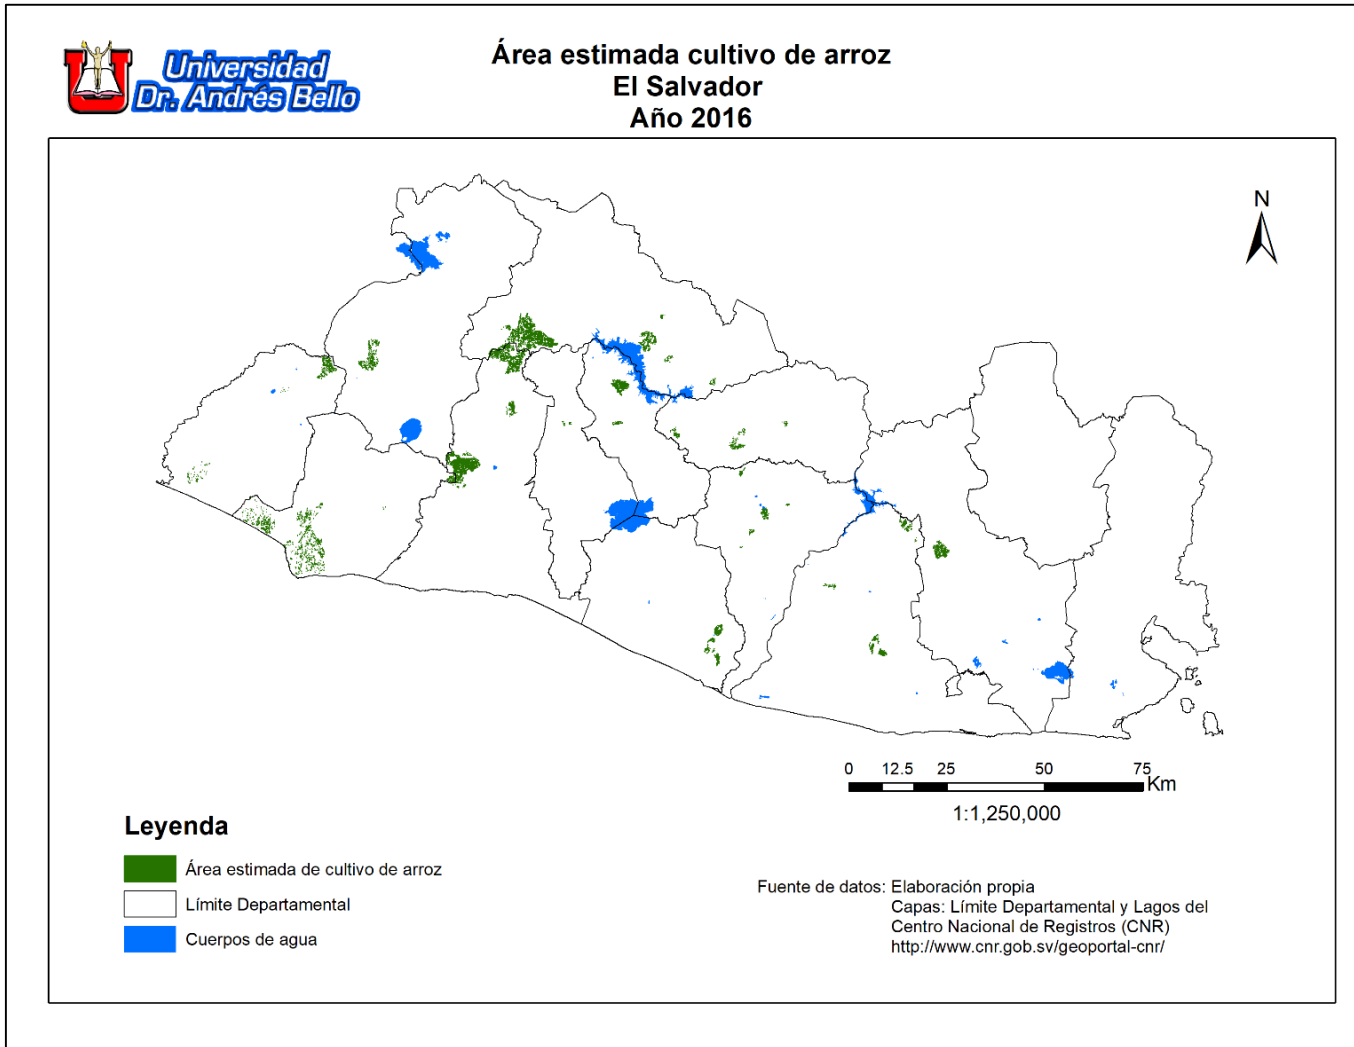 Universidad
Dr. Andrés Bello
Área estimada cultivo de arroz
El Salvador
Año 2016
N
0 12.5 25 50 75
Km
1:1,250,000
Leyenda
Área estimada de cultivo de arroz
Límite Departamental
Cuerpos de agua
Fuente de datos: Elaboración propia
Capas: Límite Departamental y Lagos del
Centro Nacional de Registros (CNR)
http://www.cnr.gob.sv/geoportal-cnr/